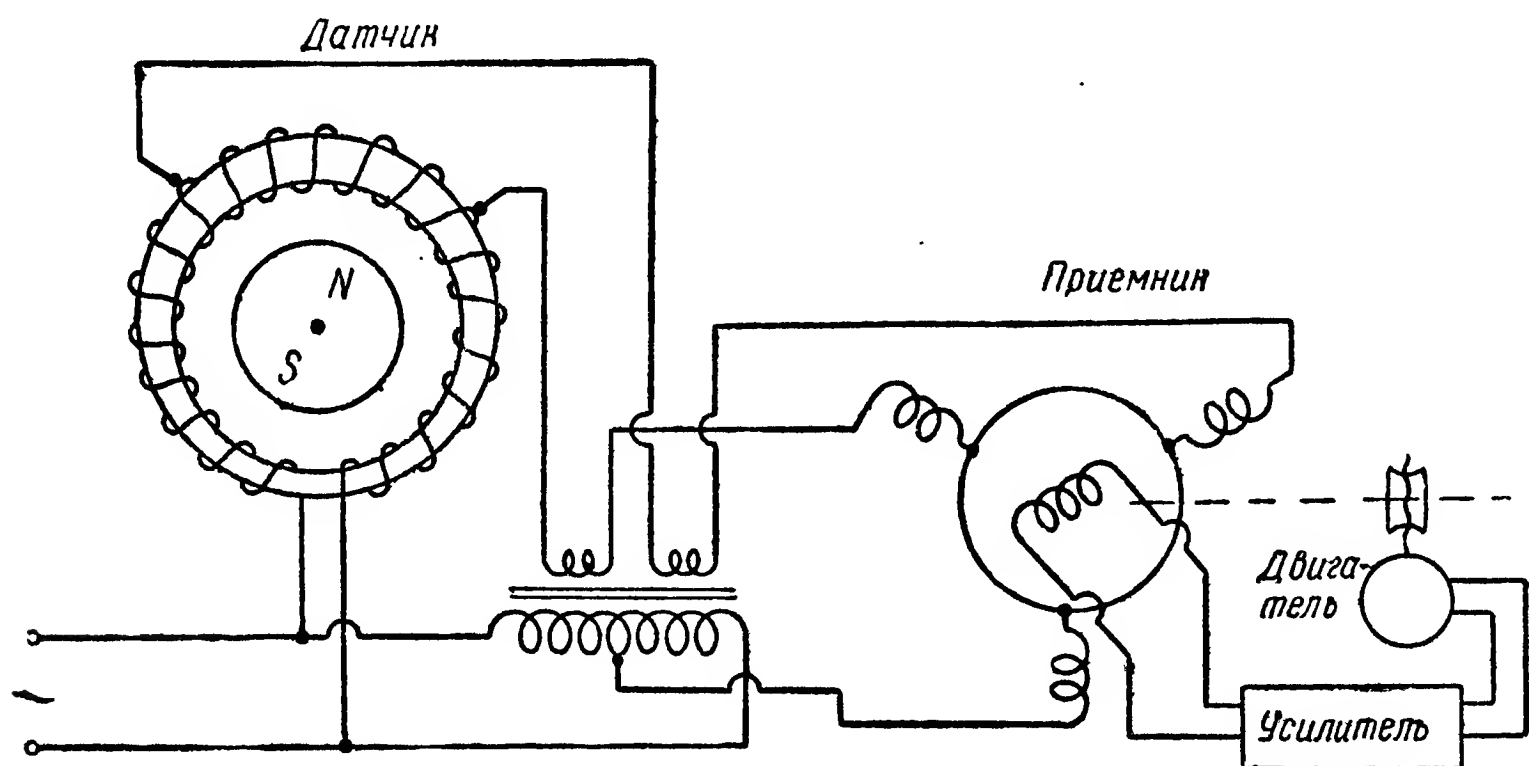 Датчик
N
S
Приемник
Двига-
тель
~
Усилитель